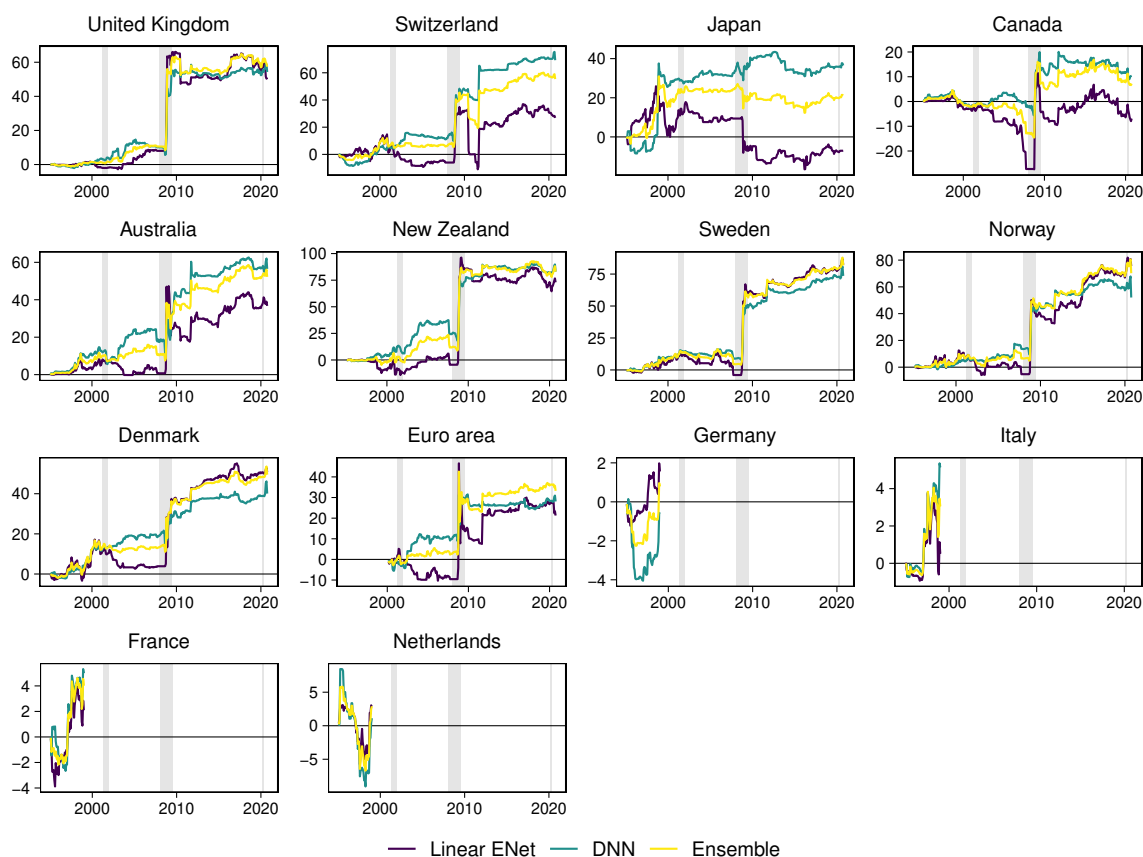 United Kingdom
Switzerland
Japan
Canada
60
40
20
0
2000 2010 2020
60
40
20
0
2000 2010 2020
40
20
0
2000 2010 2020
20
10
0
−10
−20
2000 2010 2020
Australia
New Zealand
Sweden
Norway
60
40
20
0
2000 2010 2020
100
75
50
25
0
2000 2010 2020
75
50
25
0
2000 2010 2020
80
60
40
20
0
2000 2010 2020
Denmark
Euro area
Germany
Italy
40
20
0
2000 2010 2020
40
30
20
10
0
−10
2000 2010 2020
2
0
−2
−4
2000 2010 2020
4
2
0
2000 2010 2020
France
Netherlands
4
2
0
−2
−4
2000 2010 2020
5
0
−5
2000 2010 2020
Linear ENet DNN Ensemble